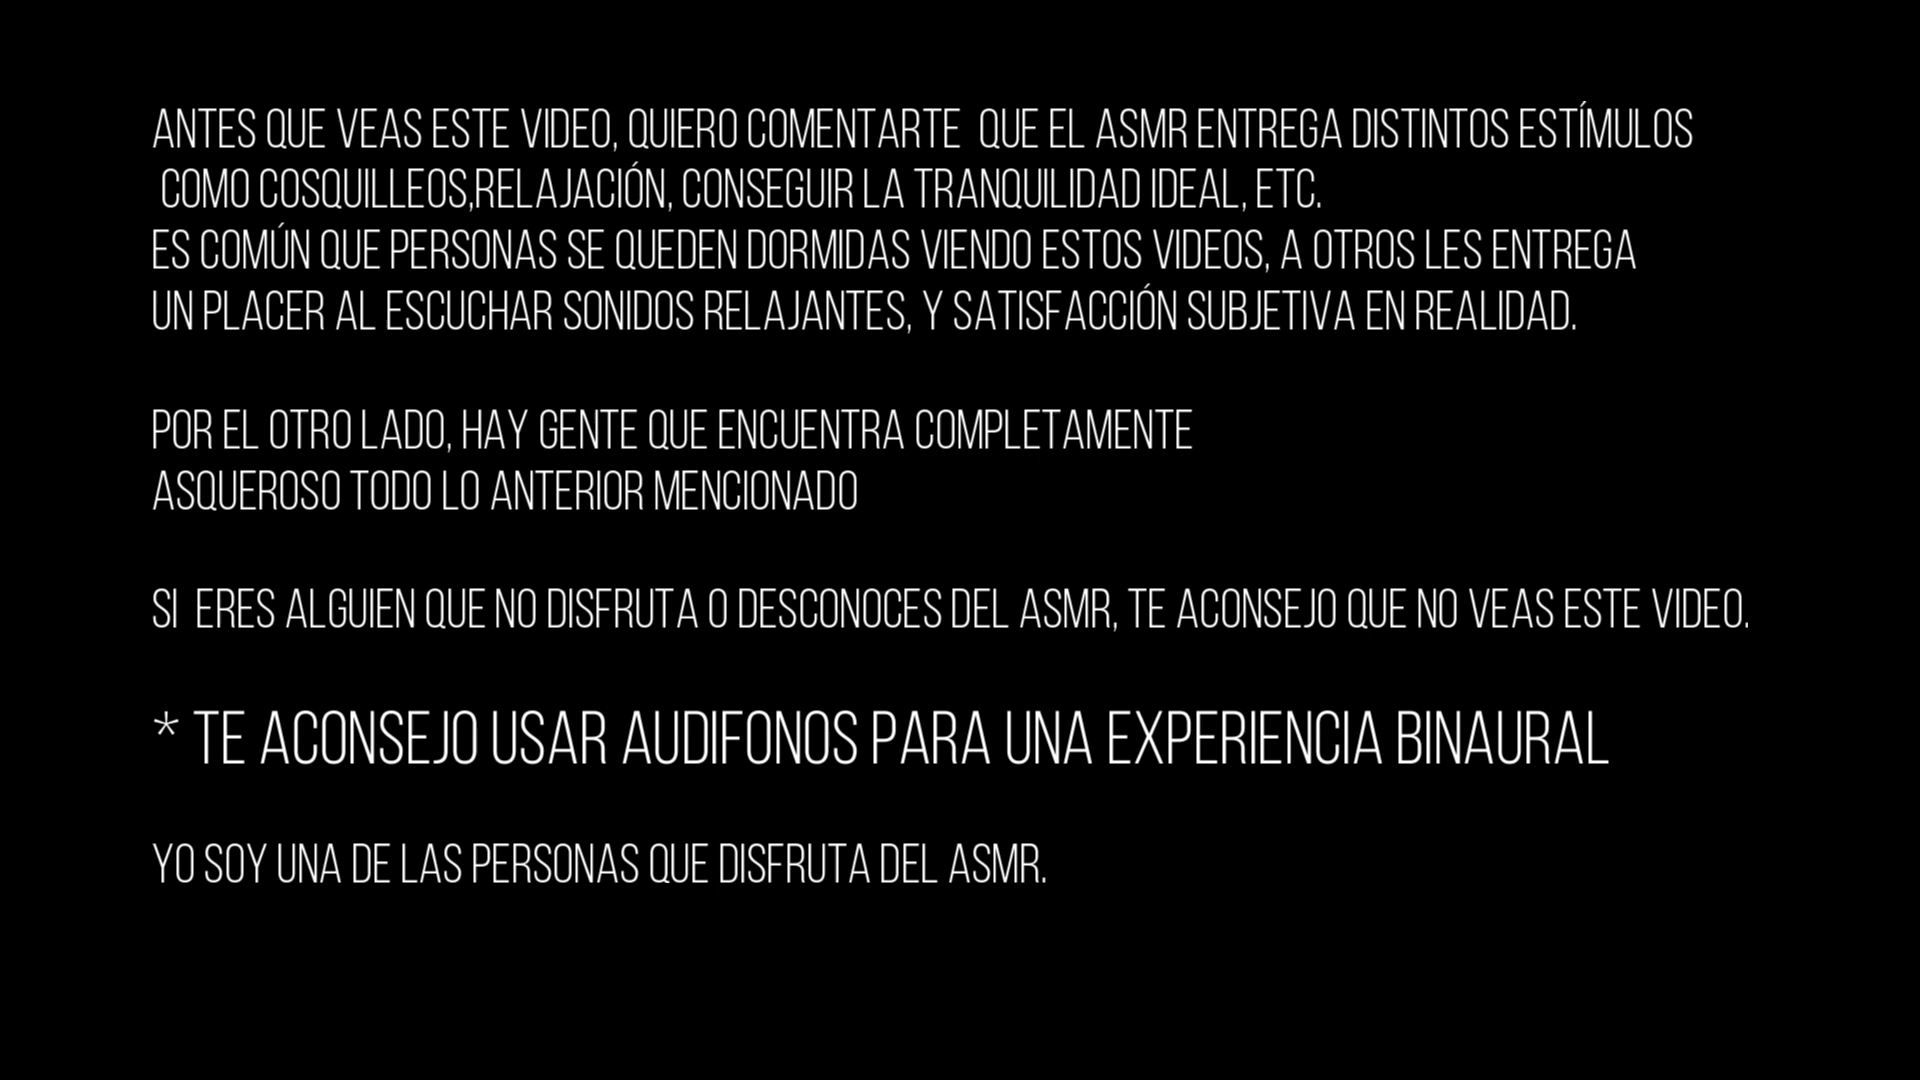 ANTES QUE VEAS ESTE VIDEO, QUIERO COMENTARTE QUE EL ASMR ENTREGA DISTINTOS ESTÍMULOS
COMO COSQUILLEOS,RELAJACIÓN, CONSEGUIR LA TRANQUILIDAD IDEAL, ETC.
ES COMÚN QUE PERSONAS SE QUEDEN DORMIDAS VIENDO ESTOS VIDEOS, A OTROS LES ENTREGA
UN PLACER AL ESCUCHAR SONIDOS RELAJANTES, Y SATISFACCIÓN SUBJETIVA EN REALIDAD.
POR EL OTRO LADO, HAY GENTE QUE ENCUENTRA COMPLETAMENTE
ASQUEROSO TODO LO ANTERIOR MENCIONADO
SI ERES ALGUIEN QUE NO DISFRUTA O DESCONOCES DEL ASMR, TE ACONSEJO QUE NO VEAS ESTE VIDEO.
* TE ACONSEJO USAR AUDIFONOS PARA UNA EXPERIENCIA BINAURAL
YO SOY UNA DE LAS PERSONAS QUE DISFRUTA DEL ASMR.